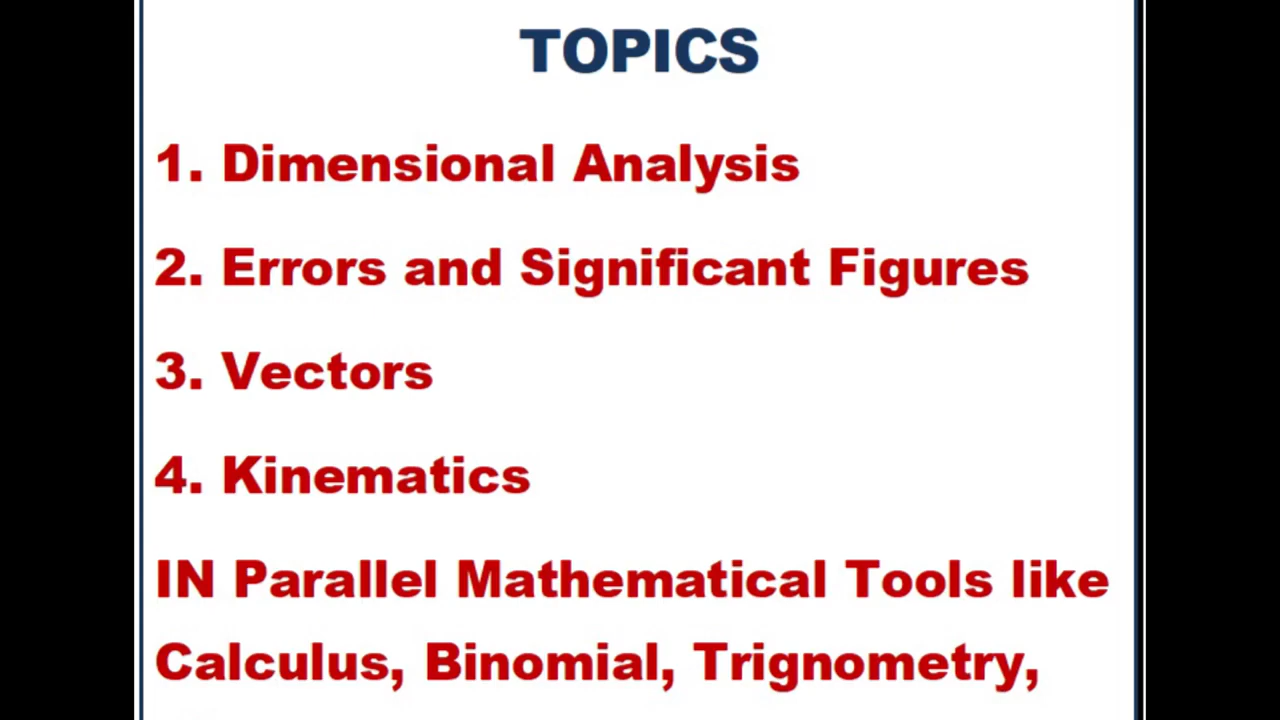 TOPICS
1. Dimensional Analysis
2. Errors and Significant Figures
3. Vectors
4. Kinematics
IN Parallel Mathematical Tools like
Calculus, Binomial, Trignometry,